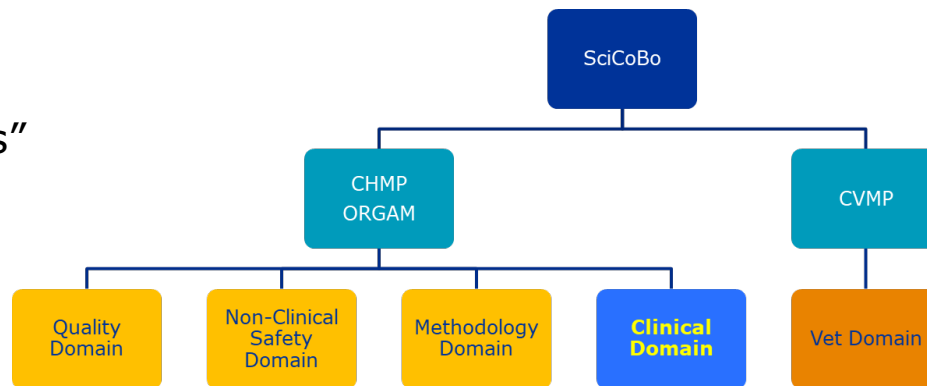 SciCoBo
s”
CHMP
ORGAM
CVMP
Quality
Domain
Non-Clinical
Safety
Domain
Methodology
Domain
Clinical
Domain
Vet Domain